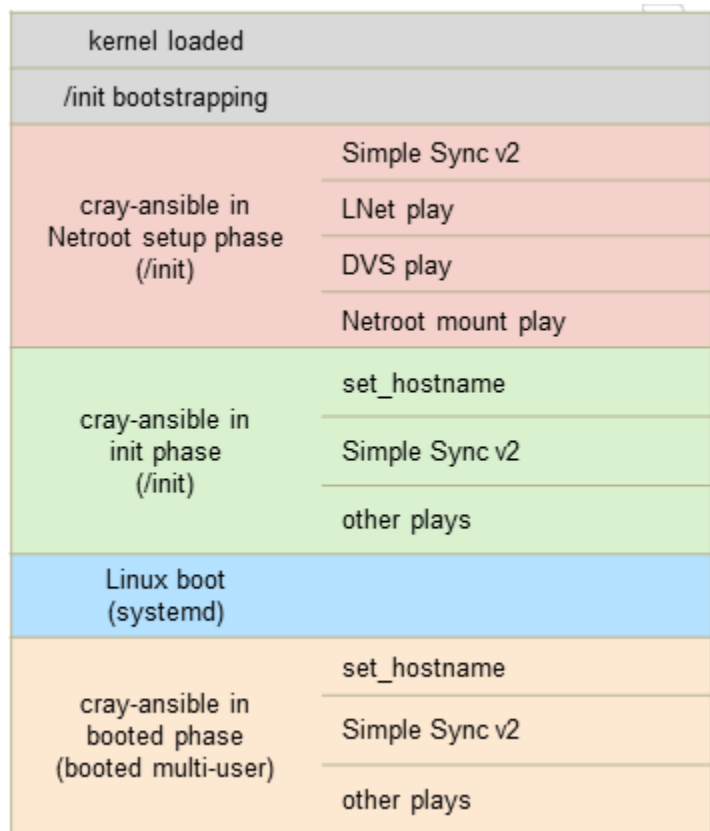 kernel loaded
/init bootstrapping
cray-ansible in
Netroot setup phase
(/init)
Simple Sync v2
LNet play
DVS play
Netroot mount play
cray-ansible in
init phase
(/init)
set_hostname
Simple Sync v2
other plays
Linux boot
(systemd)
cray-ansible in
booted phase
(booted multi-user)
set_hostname
Simple Sync v2
other plays